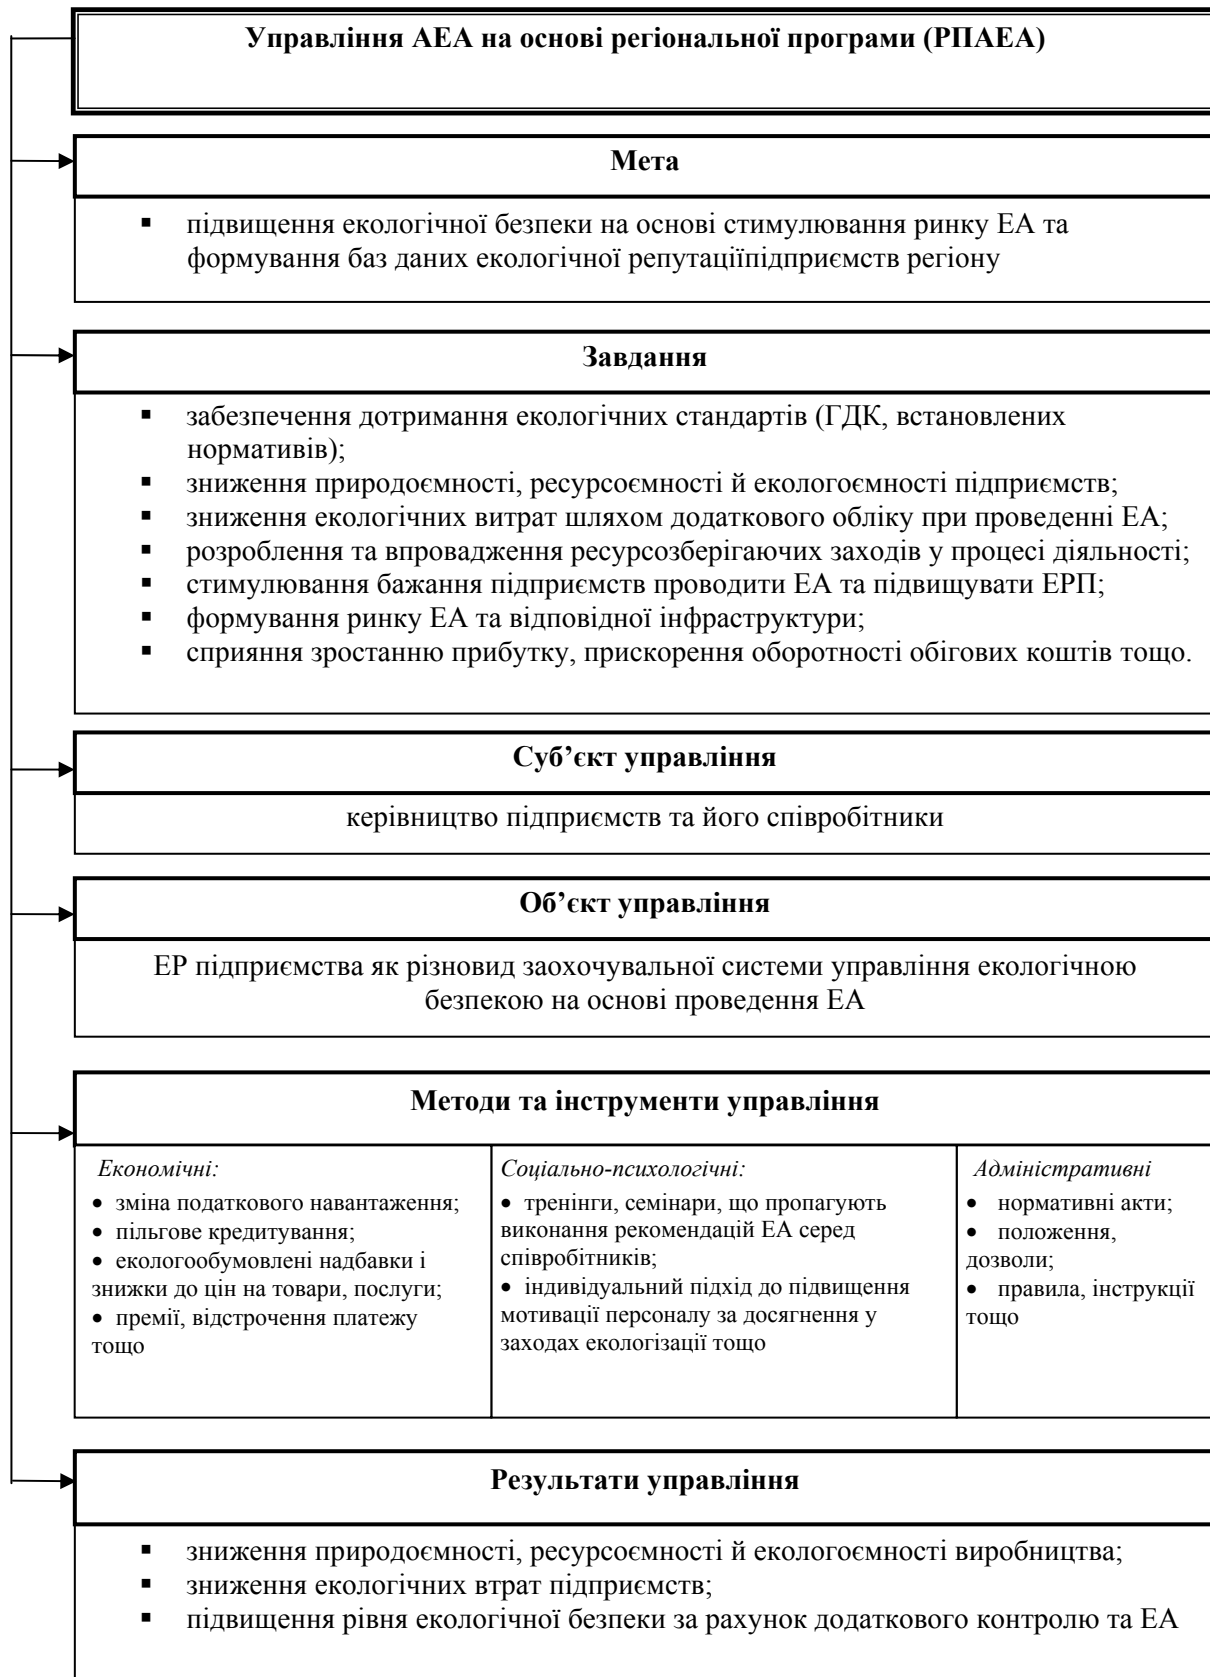 Управління АЕА на основі регіональної програми (РПАЕА)
Мета
▪ підвищення екологічної безпеки на основі стимулювання ринку ЕА та
формування баз даних екологічної репутаціїпідприємств регіону
Завдання
▪ забезпечення дотримання екологічних стандартів (ГДК, встановлених
нормативів);
▪ зниження природоємності, ресурсоємності й екологоємності підприємств;
▪ зниження екологічних витрат шляхом додаткового обліку при проведенні ЕА;
▪ розроблення та впровадження ресурсозберігаючих заходів у процесі діяльності;
▪ стимулювання бажання підприємств проводити ЕА та підвищувати ЕРП;
▪ формування ринку ЕА та відповідної інфраструктури;
▪ сприяння зростанню прибутку, прискорення оборотності обігових коштів тощо.
Суб’єкт управління
керівництво підприємств та його співробітники
Об’єкт управління
ЕР підприємства як різновид заохочувальної системи управління екологічною
безпекою на основі проведення ЕА
Методи та інструменти управління
Економічні:
• зміна податкового навантаження;
• пільгове кредитування;
• екологообумовлені надбавки і
знижки до цін на товари, послуги;
• премії, відстрочення платежу
тощо
Соціально-психологічні:
• тренінги, семінари, що пропагують
виконання рекомендацій ЕА серед
співробітників;
• індивідуальний підхід до підвищення
мотивації персоналу за досягнення у
заходах екологізації тощо
Адміністративні
• нормативні акти;
• положення,
дозволи;
• правила, інструкції
тощо
Результати управління
▪ зниження природоємності, ресурсоємності й екологоємності виробництва;
▪ зниження екологічних втрат підприємств;
▪ підвищення рівня екологічної безпеки за рахунок додаткового контролю та ЕА